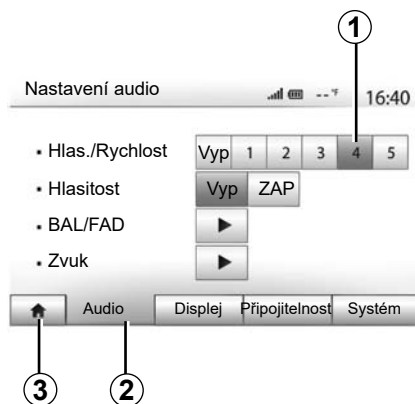 1
Nastavení audio --°F 16:40
Hlas./Rychlost Vyp 1 2 3 4 5
Hlasitost Vyp ZAP
BAL/FAD
Zvuk
Audio Displej Připojitelnost Systém
3 2